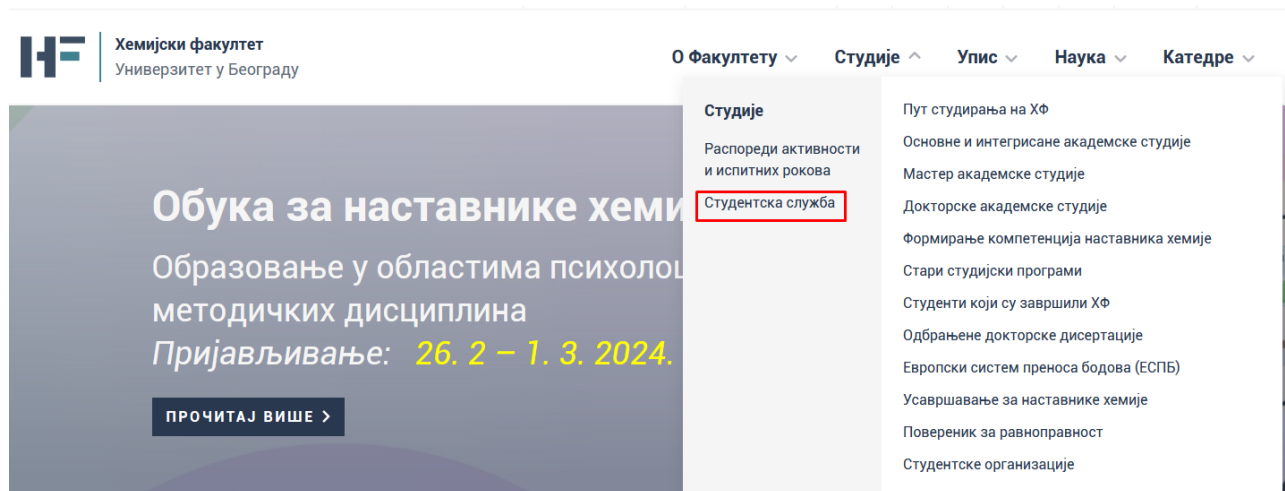 Хемијски факултет
Универзитет у Београду
О Факултету
Студије
Упис
Наука
Катедре
Студије
Распореди активности
и испитних рокова
Студентска служба
Пут студирања на ХФ
Основне и интегрисане академске студије
Мастер академске студије
Докторске академске студије
Формирање компетенција наставника хемије
Стари студијски програми
Студенти који су завршили ХФ
Одбрањене докторске дисертације
Европски систем преноса бодова (ЕСПБ)
Усавршавање за наставнике хемије
Повереник за равноправност
Студентске организације
Обука за наставнике хеми
Образовање у областима психолош
методичких дисциплина
Пријављивање: 26. 2 – 1. 3. 2024.
ПРОЧИТАЈ ВИШЕ >